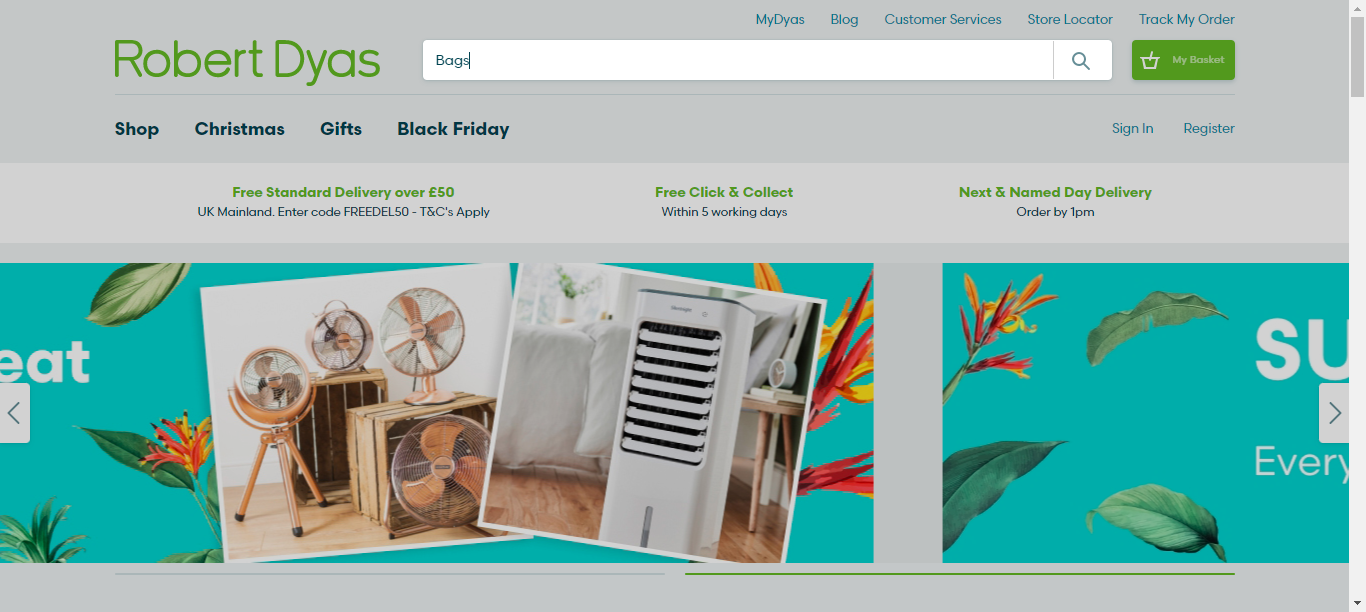 MyDyas Blog Customer Services Store Locator Track My Order
Robert Dyas
Bags
My Basket
Shop Christmas Gifts Black Friday
Sign In Register
Free Standard Delivery over £50
UK Mainland. Enter code FREEDEL50 - T&C's Apply
Free Click & Collect
Within 5 working days
Next & Named Day Delivery
Order by 1pm
eat
SU
Every